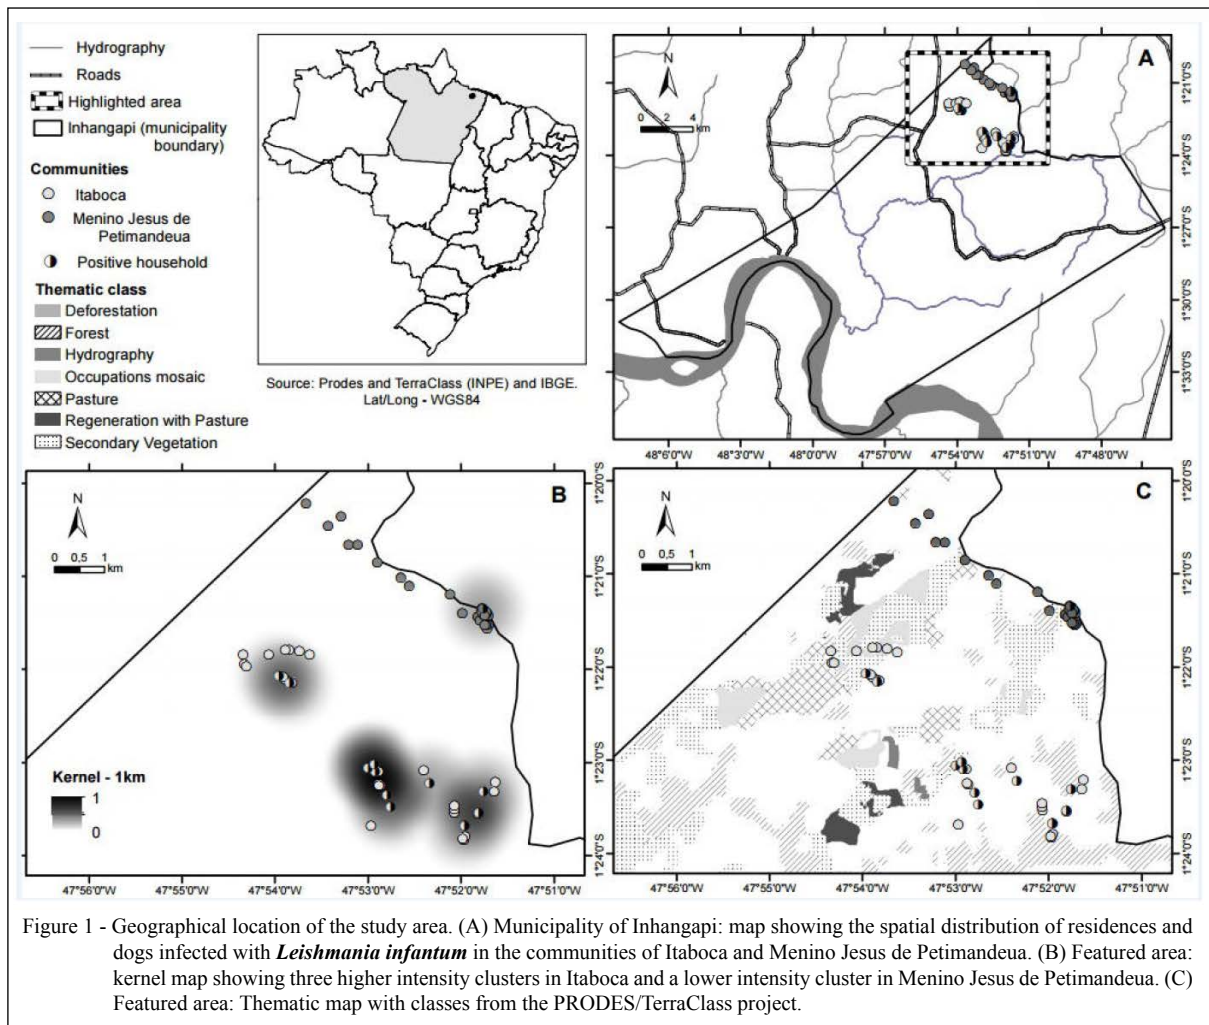 Hydrography
Roads
Highlighted area
Inhangapi (municipality
boundary)
Communities
Itaboca
Menino Jesus de
Petimandeua
Positive household
Thematic class
Deforestation
Forest
Hydrography
Occupations mosaic
Pasture
Regeneration with Pasture
Secondary Vegetation
Source: Prodes and TerraClass (INPE) and IBGE.
Lat/Long - WGS84
A
N
0 2 4
km
1°21'0"S
1°24'0"S
1°27'0"S
1°30'0"S
1°33'0"S
48°6'0"W 48°3'0"W 48°0'0"W 47°57'0"W 47°54'0"W 47°51'0"W 47°48'0"W
B
N
0 0,5 1
km
Kernel - 1km
1
0
1°20'0"S
1°21'0"S
1°22'0"S
1°23'0"S
1°24'0"S
47°56'0"W 47°55'0"W 47°54'0"W 47°53'0"W 47°52'0"W 47°51'0"W
C
N
0 0,5 1
km
1°20'0"S
1°21'0"S
1°22'0"S
1°23'0"S
1°24'0"S
47°56'0"W 47°55'0"W 47°54'0"W 47°53'0"W 47°52'0"W 47°51'0"W
Figure 1 - Geographical location of the study area. (A) Municipality of Inhangapi: map showing the spatial distribution of residences and
dogs infected with Leishmania infantum in the communities of Itaboca and Menino Jesus de Petimandeua. (B) Featured area:
kernel map showing three higher intensity clusters in Itaboca and a lower intensity cluster in Menino Jesus de Petimandeua. (C)
Featured area: Thematic map with classes from the PRODES/TerraClass project.